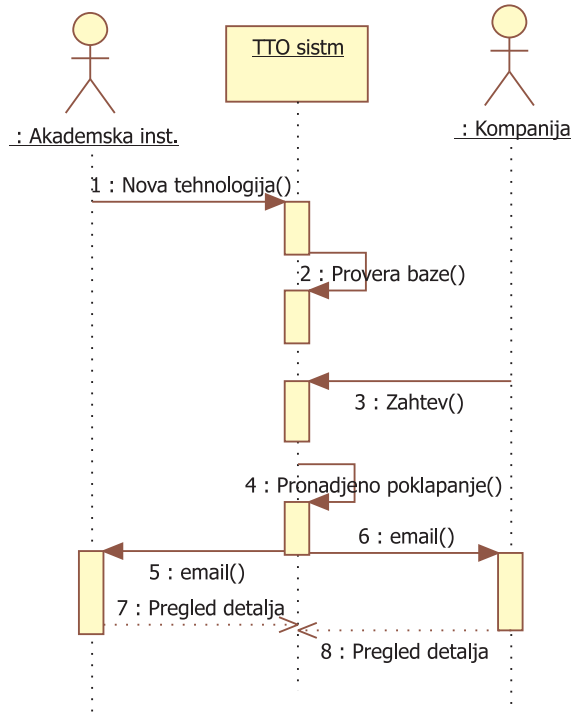 TTO sistm
: Akademska inst.
: Kompanija
1 : Nova tehnologija()
2 : Provera baze()
3 : Zahtev()
4 : Pronadjeno poklapanje()
6 : email()
5 : email()
7 : Pregled detalja
8 : Pregled detalja